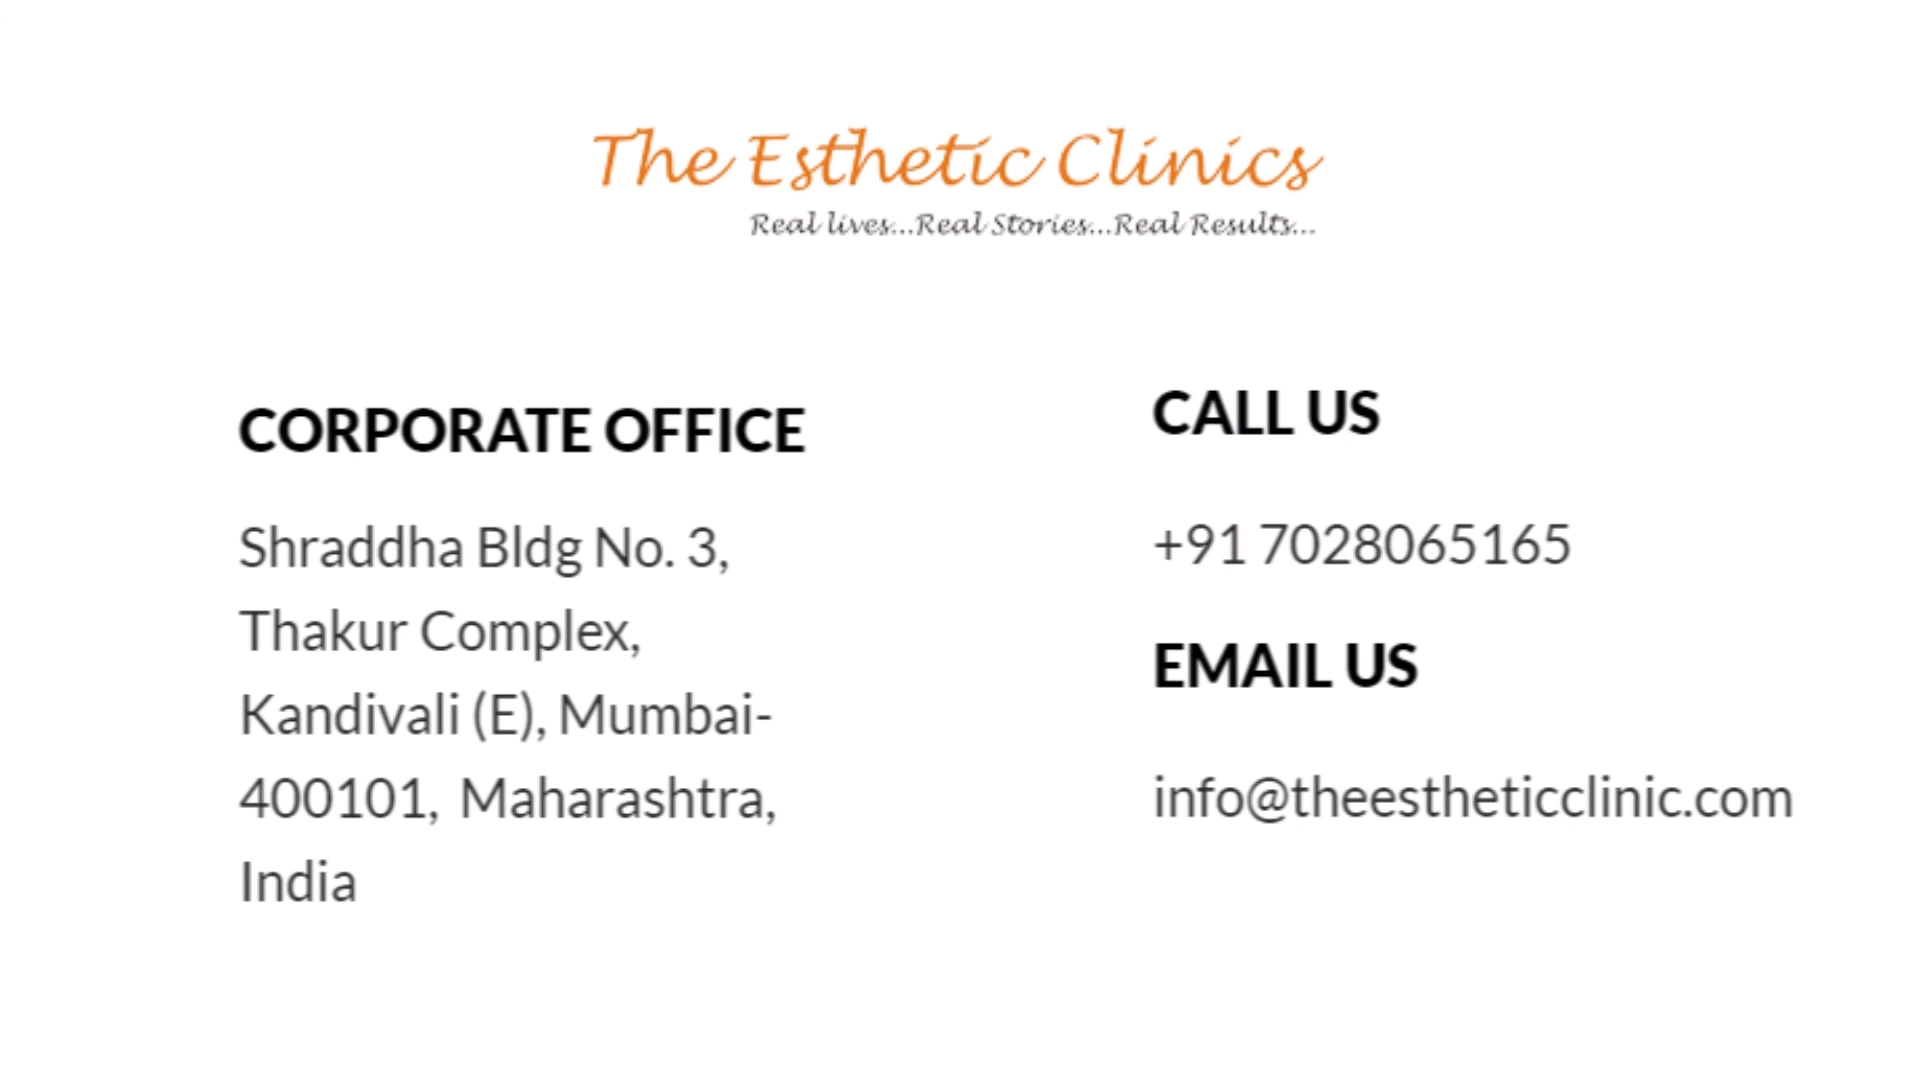 The Esthetic Clinics
Real lives...Real Stories...Real Results...
CORPORATE OFFICE
Shraddha Bldg No. 3,
Thakur Complex,
Kandivali (E), Mumbai-
400101, Maharashtra,
India
CALL US
+91 7028065165
EMAIL US
info@theestheticclinic.com